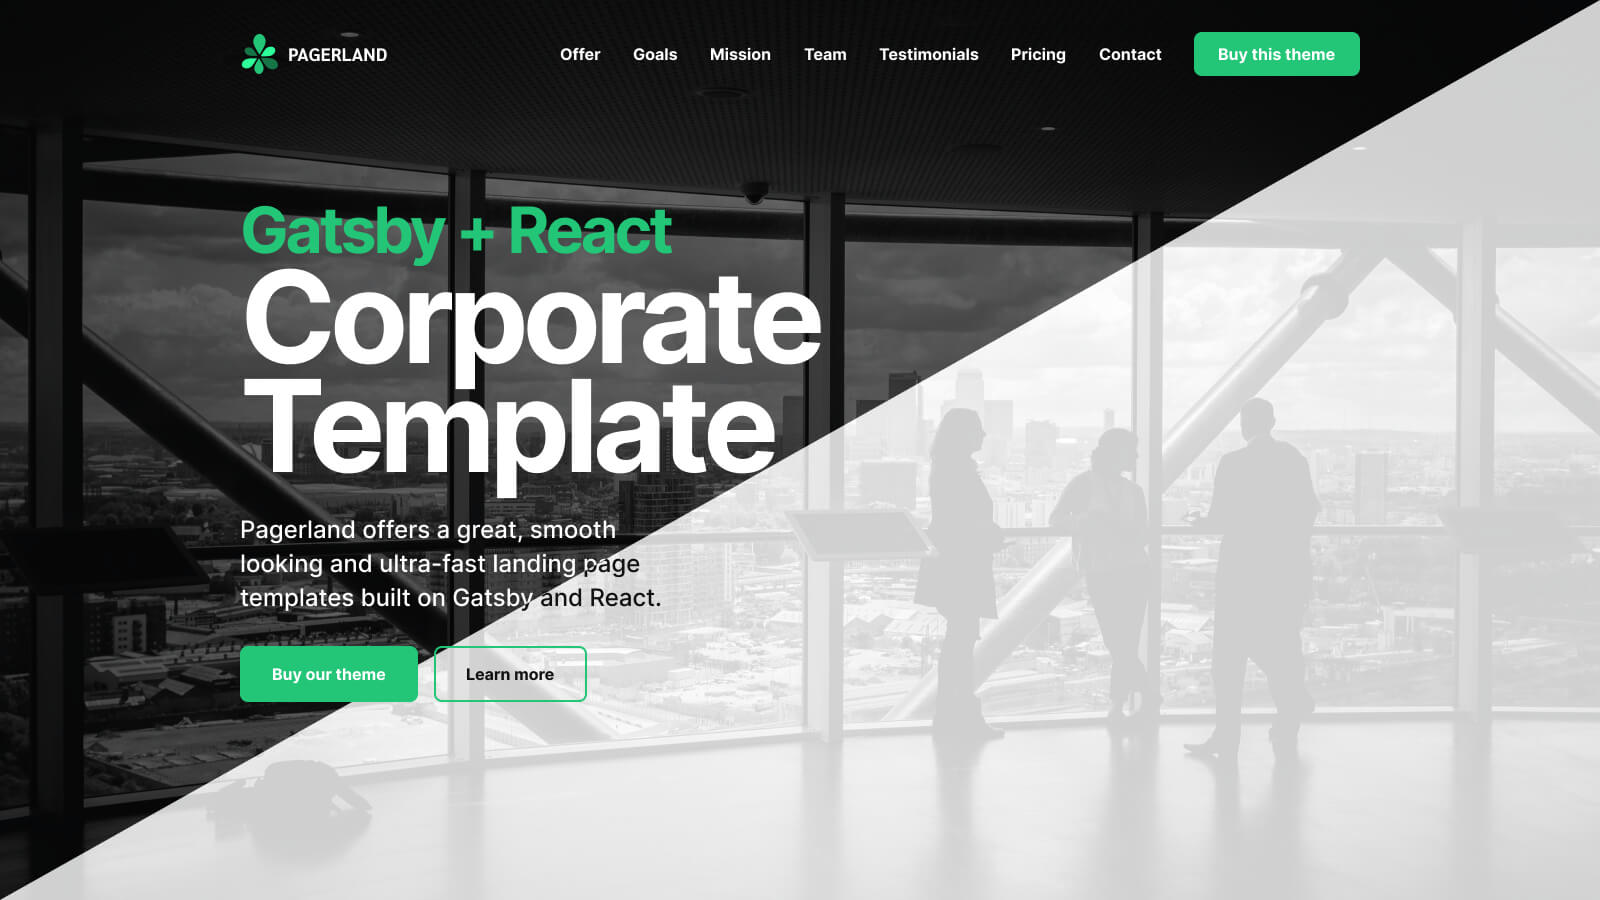 PAGERLAND
Offer Goals Mission Team Testimonials Pricing Contact Buy this theme
Gatsby + React
Corporate
Template
Pagerland offers a great, smooth
looking and ultra-fast landing page
templates built on Gatsby and React.
Buy our theme Learn more